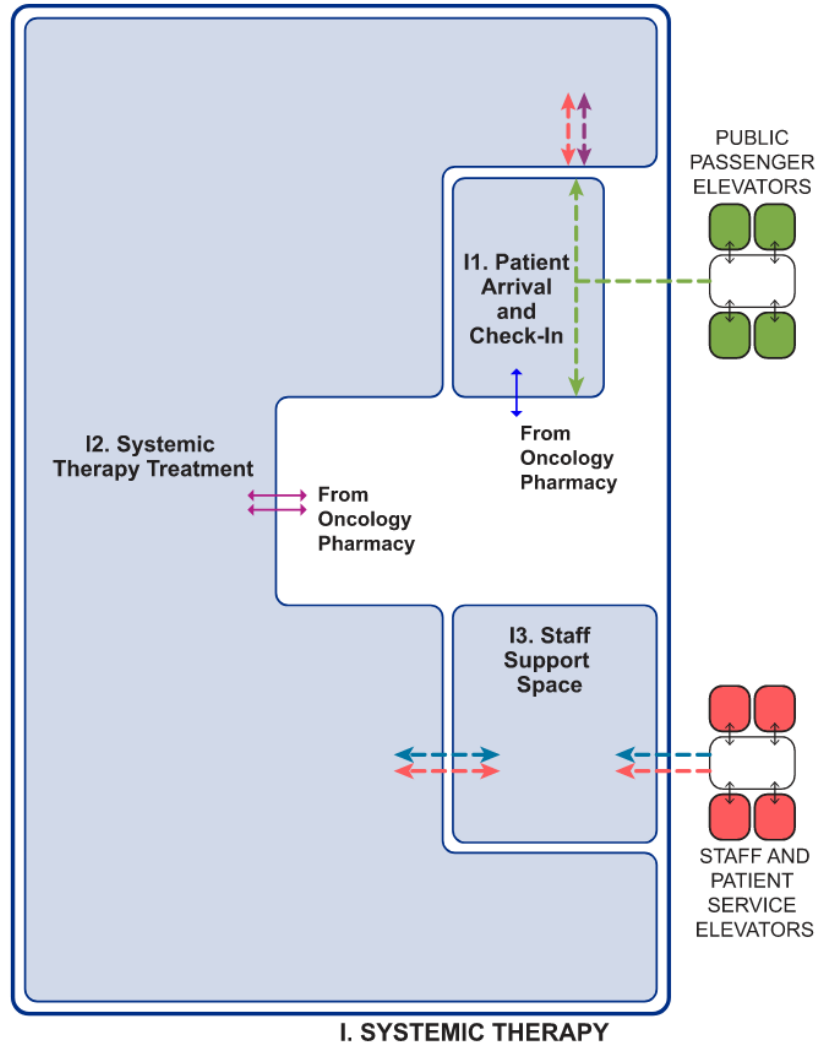 PUBLIC
PASSENGER
ELEVATORS
I1. Patient
Arrival
and
Check-In
From
Oncology
Pharmacy
I2. Systemic
Therapy Treatment
From
Oncology
Pharmacy
I3. Staff
Support
Space
STAFF AND
PATIENT
SERVICE
ELEVATORS
I. SYSTEMIC THERAPY